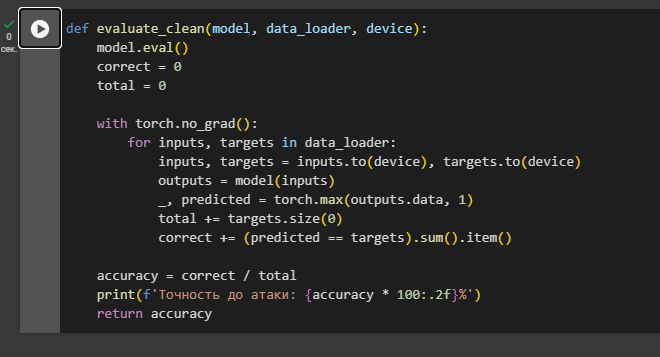 0
сек.
def evaluate_clean(model, data_loader, device):
    model.eval()
    correct = 0
    total = 0

    with torch.no_grad():
        for inputs, targets in data_loader:
            inputs, targets = inputs.to(device), targets.to(device)
            outputs = model(inputs)
            _, predicted = torch.max(outputs.data, 1)
            total += targets.size(0)
            correct += (predicted == targets).sum().item()

    accuracy = correct / total
    print(f'Точность до атаки: {accuracy * 100:.2f}%')
    return accuracy